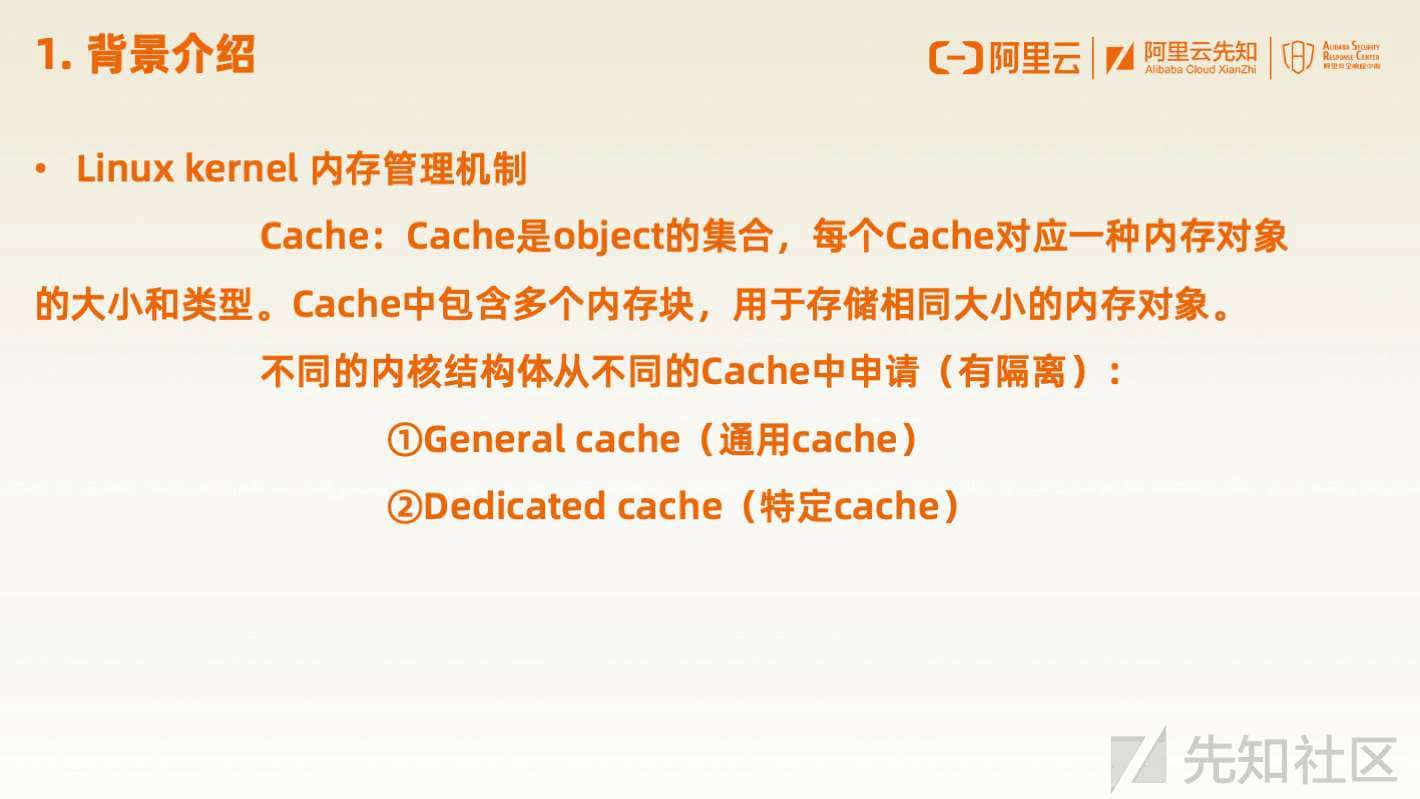 1. 背景介绍
阿里云
阿里云先知
Alibaba Cloud XianZhi
ALIBABA SECURITY
RESPONSE CENTER
阿里安全响应中心
• Linux kernel 内存管理机制
Cache：Cache是object的集合，每个Cache对应一种内存对象
的大小和类型。Cache中包含多个内存块，用于存储相同大小的内存对象。
不同的内核结构体从不同的Cache中申请（有隔离）：
①General cache（通用cache）
②Dedicated cache（特定cache）
先知社区